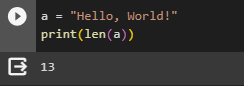 a = "Hello, World!"
print(len(a))
13